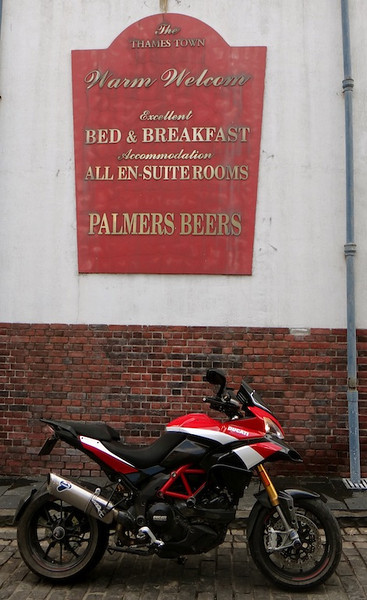 The
THAMES TOWN
Warm Welcome
Excellent
BED & BREAKFAST
Accommodation
ALL EN-SUITE ROOMS
PALMERS BEERS
DUCATI